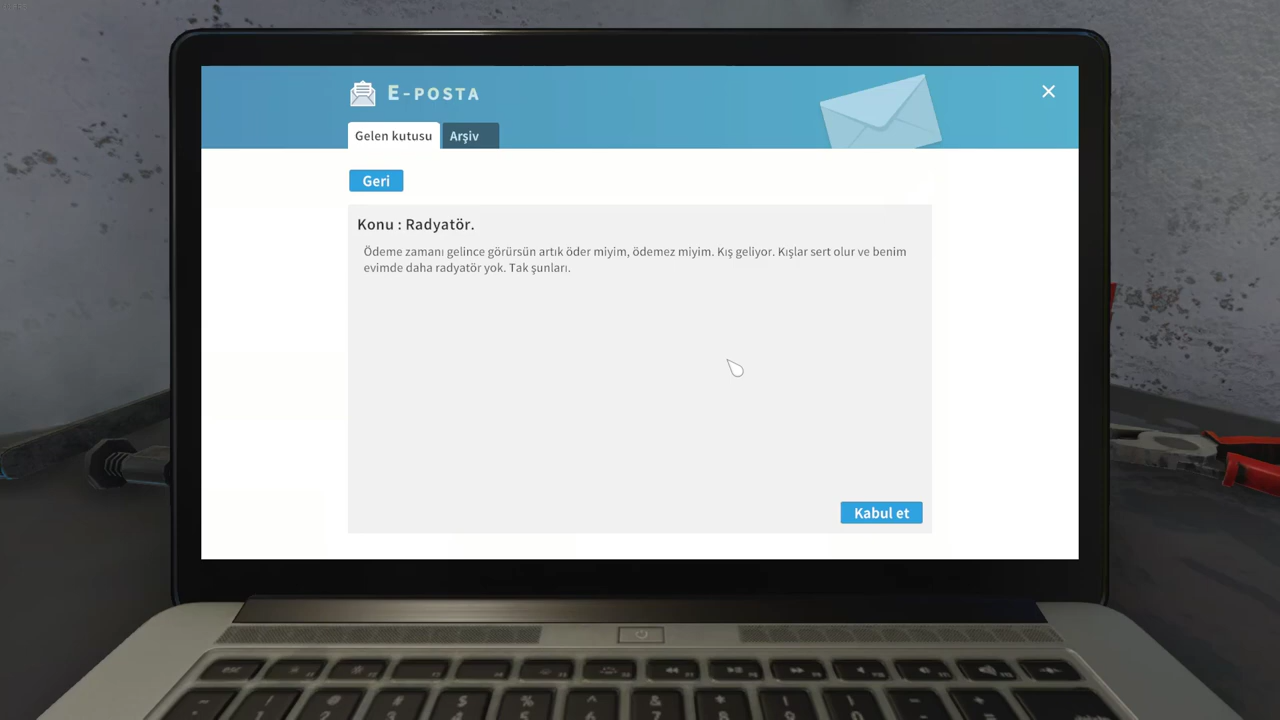 E-POSTA
Gelen kutusu
Arşiv
Geri
Konu : Radyatör.
Ödeme zamanı gelince görürsün artık öder miyim, ödemez miyim. Kış geliyor. Kışlar sert olur ve benim
evimde daha radyatör yok. Tak şunları.
Kabul et